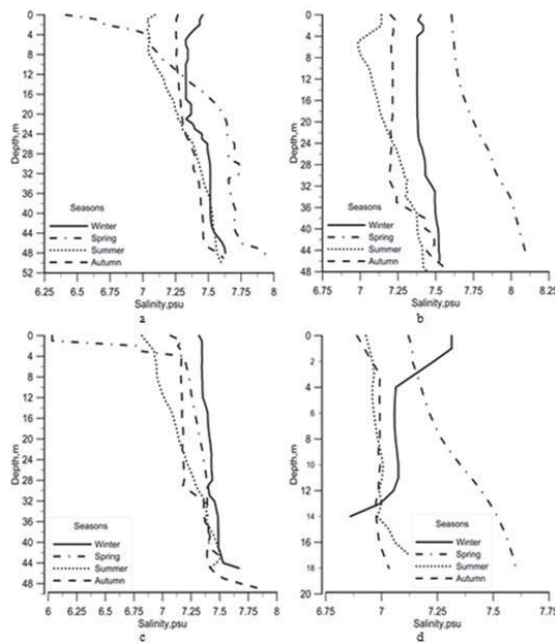 0
4
8
12
16
20
24
28
32
36
40
44
48
52
Depth,m
Seasons
Winter
Spring
Summer
Autumn
6.25 6.5 6.75 7 7.25 7.5 7.75 8
Salinity,psu
a
0
4
8
12
16
20
24
28
32
36
40
44
48
Depth,m
Seasons
Winter
Spring
Summer
Autumn
6.75 7 7.25 7.5 7.75 8 8.25
Salinity,psu
b
0
4
8
12
16
20
24
28
32
36
40
44
48
Depth,m
Seasons
Winter
Spring
Summer
Autumn
6 6.25 6.5 6.75 7 7.25 7.5 7.75 8
Salinity,psu
c
0
2
4
6
8
10
12
14
16
18
20
Depth,m
Seasons
Winter
Spring
Summer
Autumn
6.75 7 7.25 7.5 7.75
Salinity,psu
d